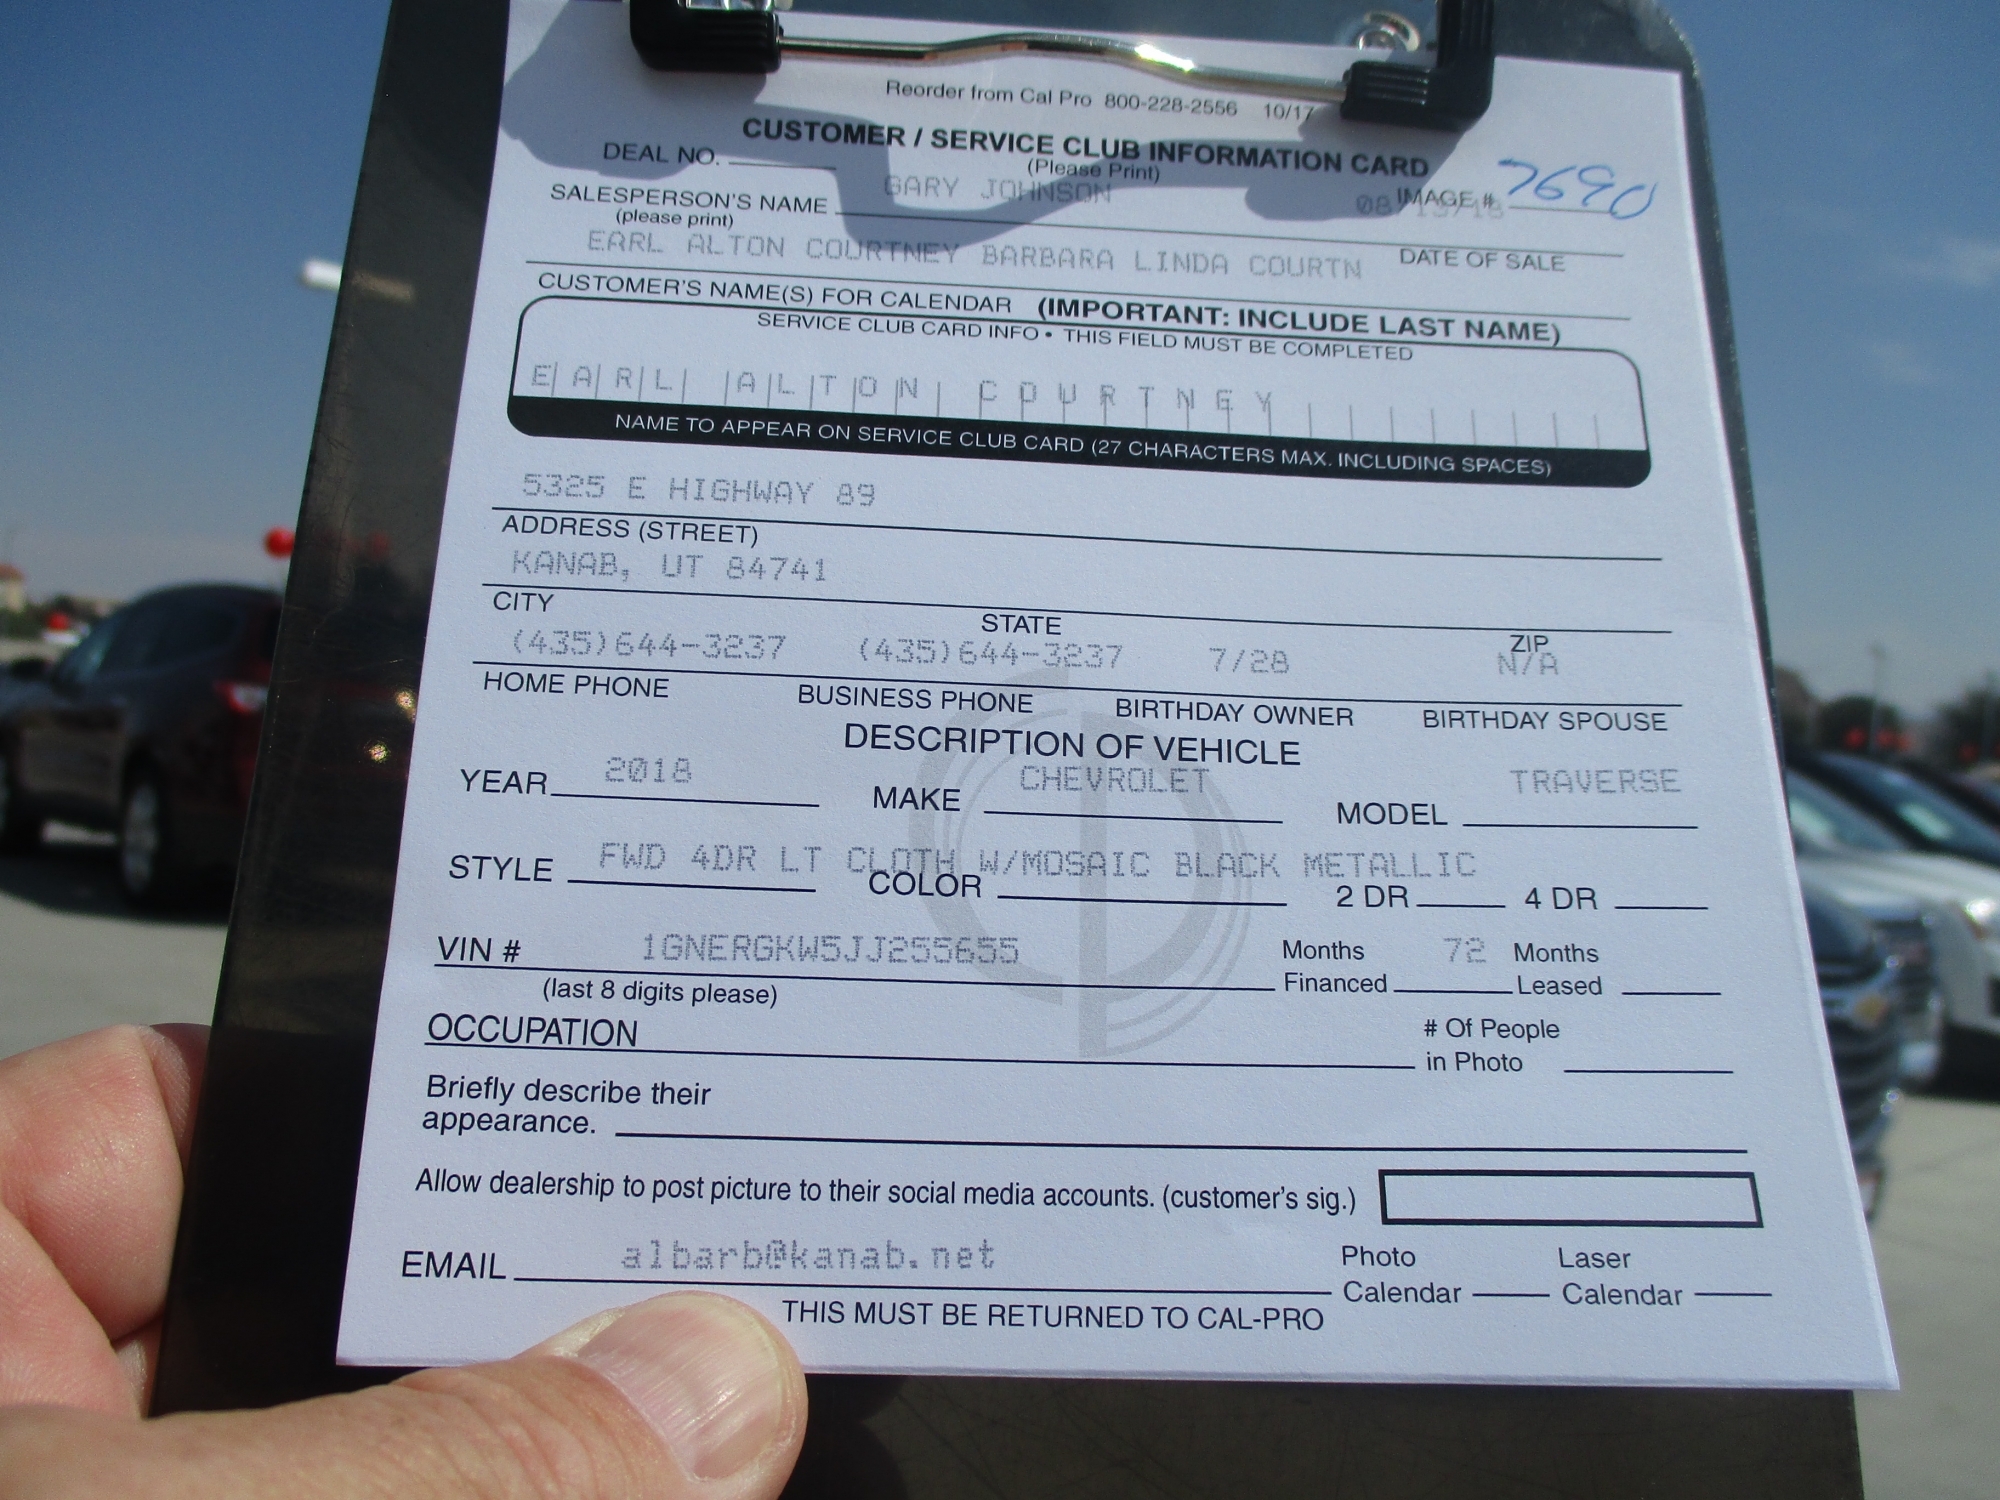 Reorder from Cal Pro 800-228-2556 10/17
CUSTOMER / SERVICE CLUB INFORMATION CARD
(Please Print)
DEAL NO.
IMAGE # 7690
SALESPERSON'S NAME GARY JOHNSON
(please print)
DATE OF SALE
EARL ALTON COURTNEY BARBARA LINDA COURTN
CUSTOMER'S NAME(S) FOR CALENDAR (IMPORTANT: INCLUDE LAST NAME)
SERVICE CLUB CARD INFO • THIS FIELD MUST BE COMPLETED
EARL ALTON COURTNEY
NAME TO APPEAR ON SERVICE CLUB CARD (27 CHARACTERS MAX. INCLUDING SPACES)
5325 E HIGHWAY 89
ADDRESS (STREET)
KANAB, UT 84741
CITY STATE ZIP
(435)644-3237 (435)644-3237 7/28 N/A
HOME PHONE BUSINESS PHONE BIRTHDAY OWNER BIRTHDAY SPOUSE
DESCRIPTION OF VEHICLE
YEAR 2018 MAKE CHEVROLET MODEL TRAVERSE
STYLE FWD 4DR LT CLOTH W/MOSAIC BLACK METALLIC
COLOR 2 DR 4 DR
VIN # 1GNERGKW5JJ255655 Months Financed 72 Months Leased
(last 8 digits please)
OCCUPATION # Of People in Photo
Briefly describe their
appearance.
Allow dealership to post picture to their social media accounts. (customer's sig.)
EMAIL albarb@kanab.net Photo Calendar Laser Calendar
THIS MUST BE RETURNED TO CAL-PRO